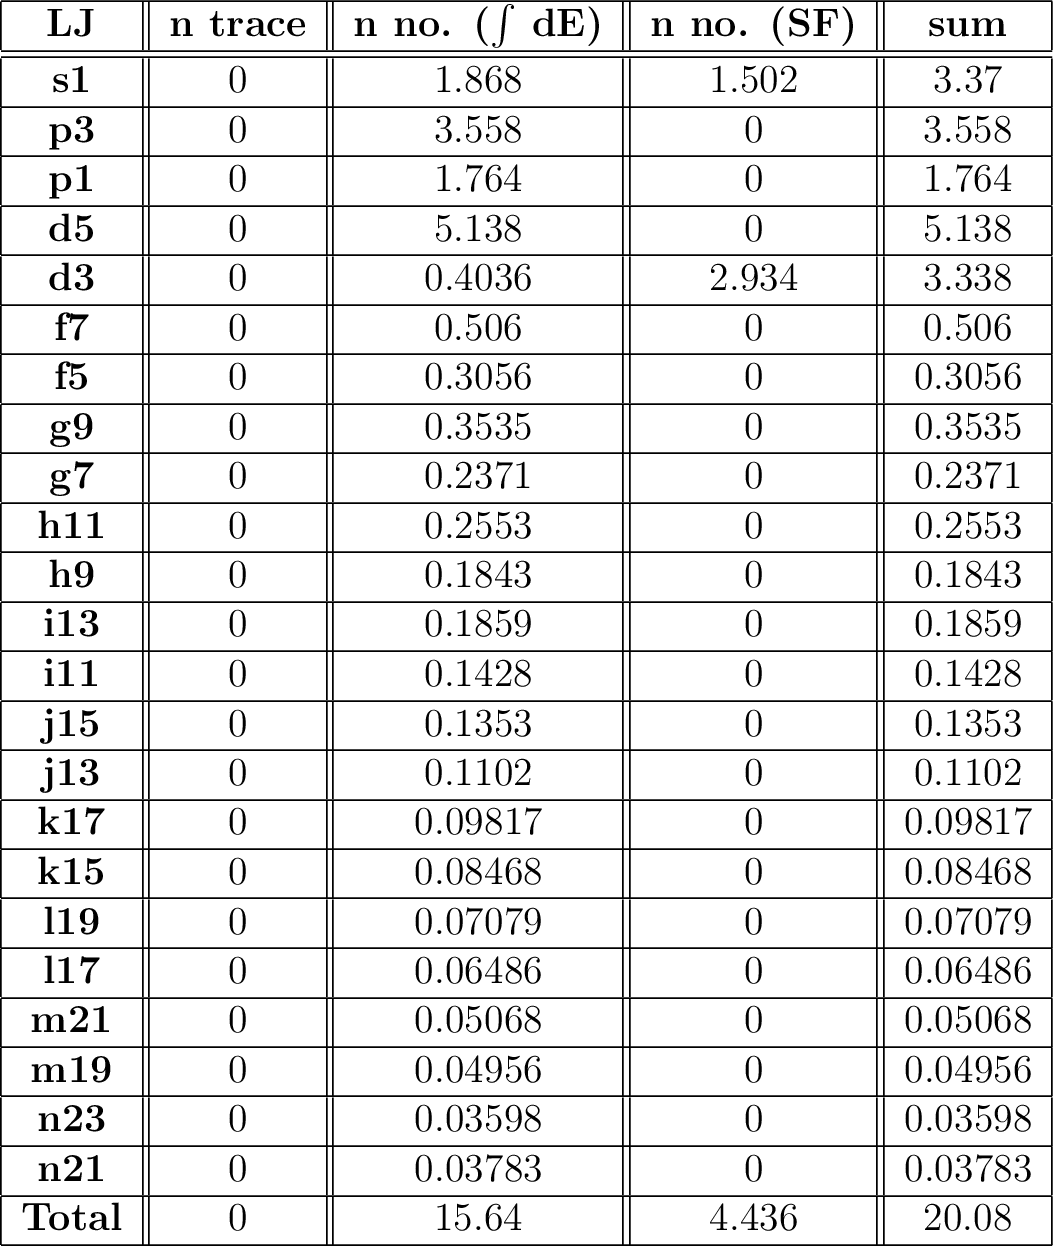 LJ n trace n no. (∫ dE) n no. (SF) sum
s1 0 1.868 1.502 3.37
p3 0 3.558 0 3.558
p1 0 1.764 0 1.764
d5 0 5.138 0 5.138
d3 0 0.4036 2.934 3.338
f7 0 0.506 0 0.506
f5 0 0.3056 0 0.3056
g9 0 0.3535 0 0.3535
g7 0 0.2371 0 0.2371
h11 0 0.2553 0 0.2553
h9 0 0.1843 0 0.1843
i13 0 0.1859 0 0.1859
i11 0 0.1428 0 0.1428
j15 0 0.1353 0 0.1353
j13 0 0.1102 0 0.1102
k17 0 0.09817 0 0.09817
k15 0 0.08468 0 0.08468
l19 0 0.07079 0 0.07079
l17 0 0.06486 0 0.06486
m21 0 0.05068 0 0.05068
m19 0 0.04956 0 0.04956
n23 0 0.03598 0 0.03598
n21 0 0.03783 0 0.03783
Total 0 15.64 4.436 20.08